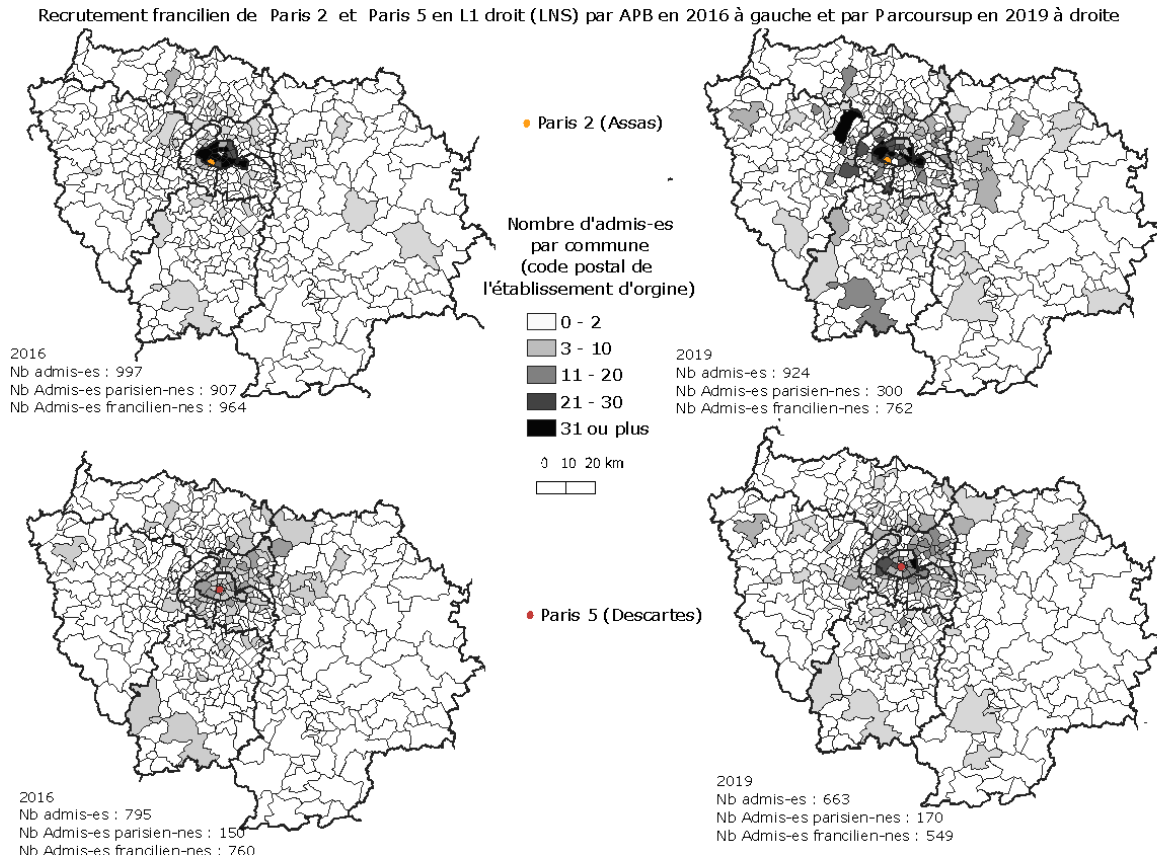 Recrutement francilien de Paris 2 et Paris 5 en L1 droit (LNS) par APB en 2016 à gauche et par Parcoursup en 2019 à droite
Paris 2 (Assas)
Nombre d'admis-es
par commune
(code postal de
l'établissement d'orgine)
0 - 2
3 - 10
11 - 20
21 - 30
31 ou plus
0 10 20 km
2016
Nb admis-es : 997
Nb Admis-es parisien-nes : 907
Nb Admis-es francilien-nes : 964
2019
Nb admis-es : 924
Nb Admis-es parisien-nes : 300
Nb Admis-es francilien-nes : 762
Paris 5 (Descartes)
2016
Nb admis-es : 795
Nb Admis-es parisien-nes : 150
Nb Admis-es francilien-nes : 760
2019
Nb admis-es : 663
Nb Admis-es parisien-nes : 170
Nb Admis-es francilien-nes : 549